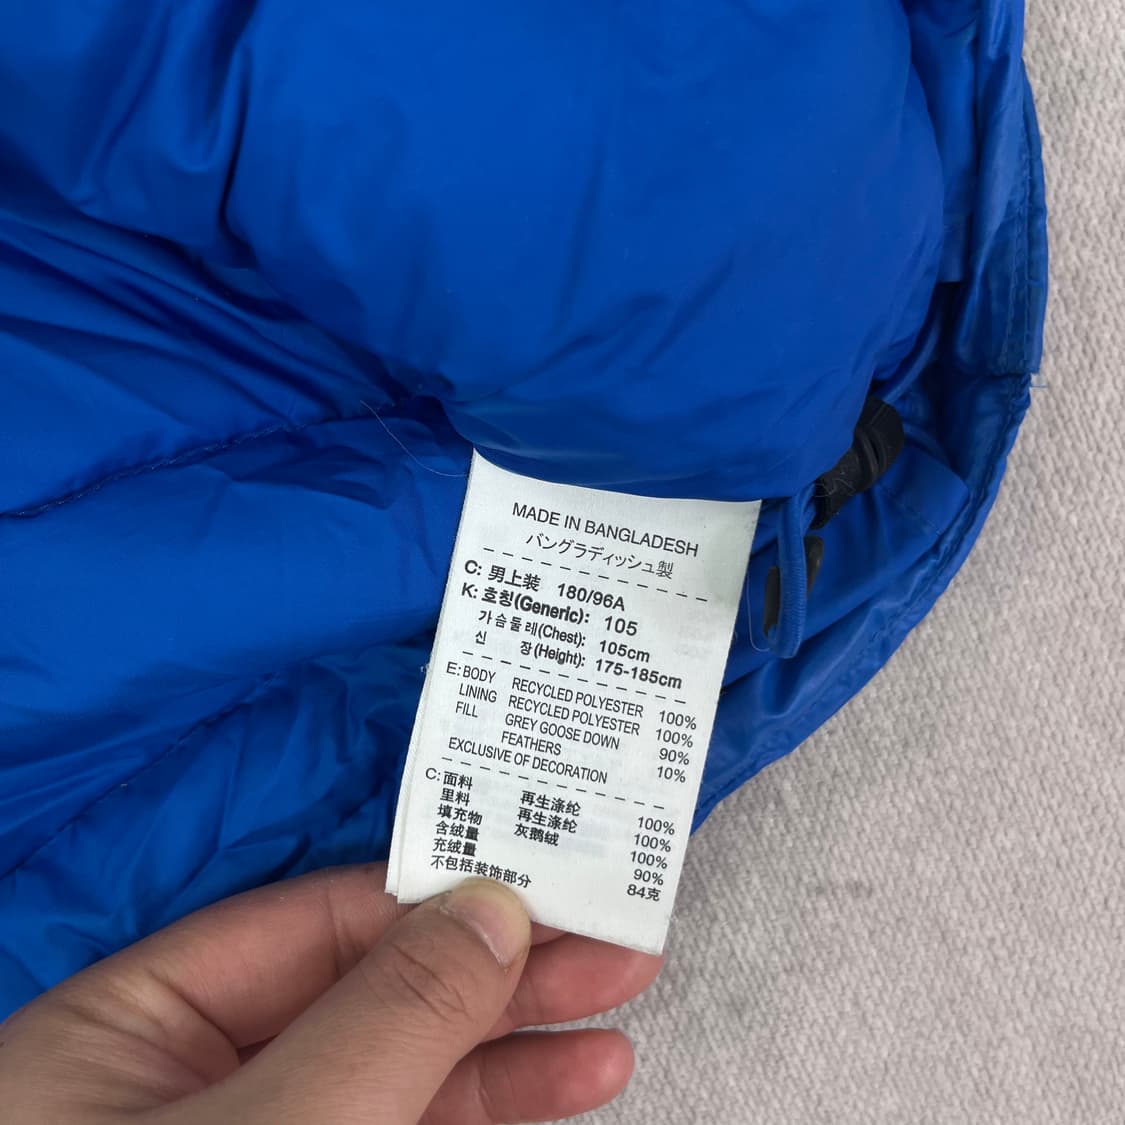 MADE IN BANGLADESH
バングラディッシュ製
C: 男上装 180/96A
K: 호칭(Generic): 105
가슴둘레(Chest): 105cm
신 장(Height): 175-185cm
E: BODY RECYCLED POLYESTER 100%
LINING RECYCLED POLYESTER 100%
FILL GREY GOOSE DOWN 90%
FEATHERS 10%
EXCLUSIVE OF DECORATION
C: 面料 再生涤纶 100%
里料 再生涤纶 100%
填充物 灰鹅绒 100%
含绒量 90%
充绒量 84克
不包括装饰部分